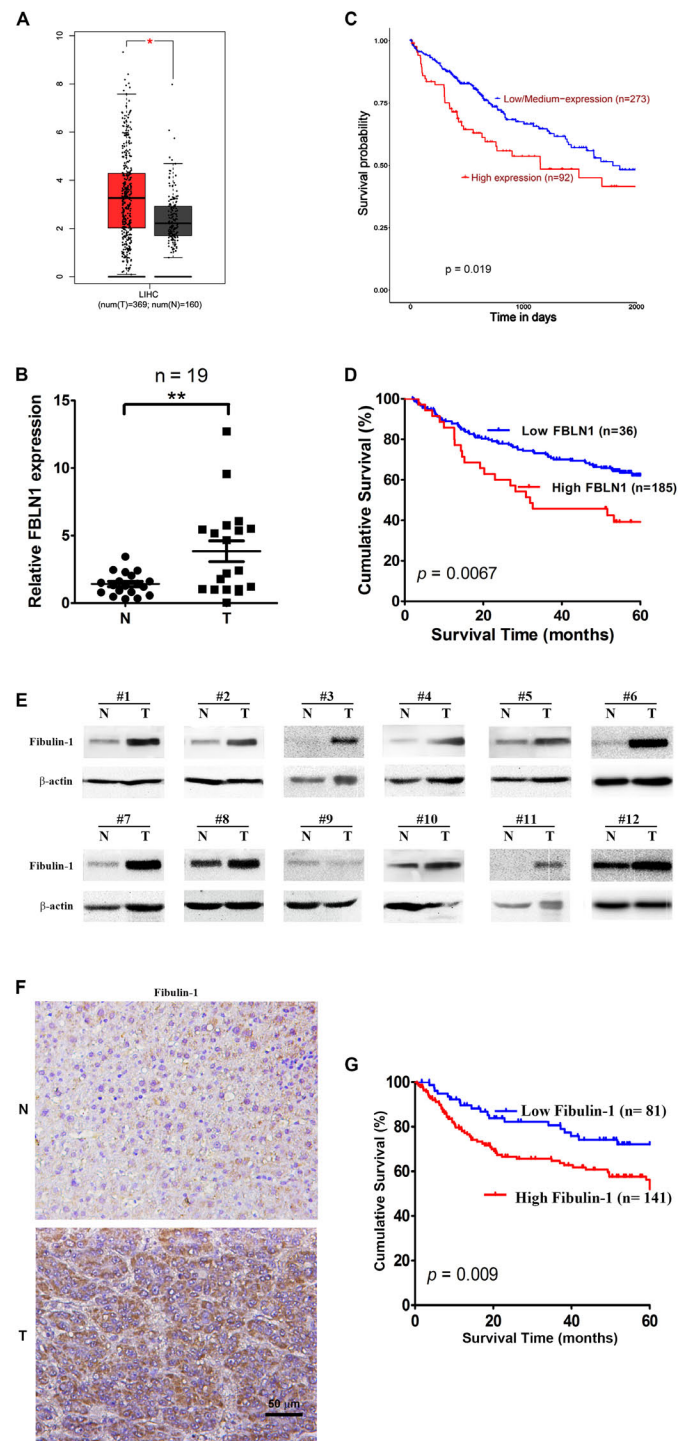 A
*
10
8
6
4
2
0
LIHC
(num(T)=369; num(N)=160)
C
Survival probability
1.00
0.75
0.50
0.25
0.00
Low/Medium−expression (n=273)
High expression (n=92)
p = 0.019
0
1000
2000
Time in days
B
n = 19
**
Relative FBLN1 expression
15
10
5
0
N
T
D
Cumulative Survival (%)
100
80
60
40
20
0
Low FBLN1 (n=36)
High FBLN1 (n=185)
p = 0.0067
0
20
40
60
Survival Time (months)
E
#1 #2 #3 #4 #5 #6
N T N T N T N T N T N T
Fibulin-1
β-actin
#7 #8 #9 #10 #11 #12
N T N T N T N T N T N T
Fibulin-1
β-actin
F
Fibulin-1
N
T
50 μm
G
Cumulative Survival (%)
100
80
60
40
20
0
Low Fibulin-1 (n= 81)
High Fibulin-1 (n= 141)
p = 0.009
0
20
40
60
Survival Time (months)